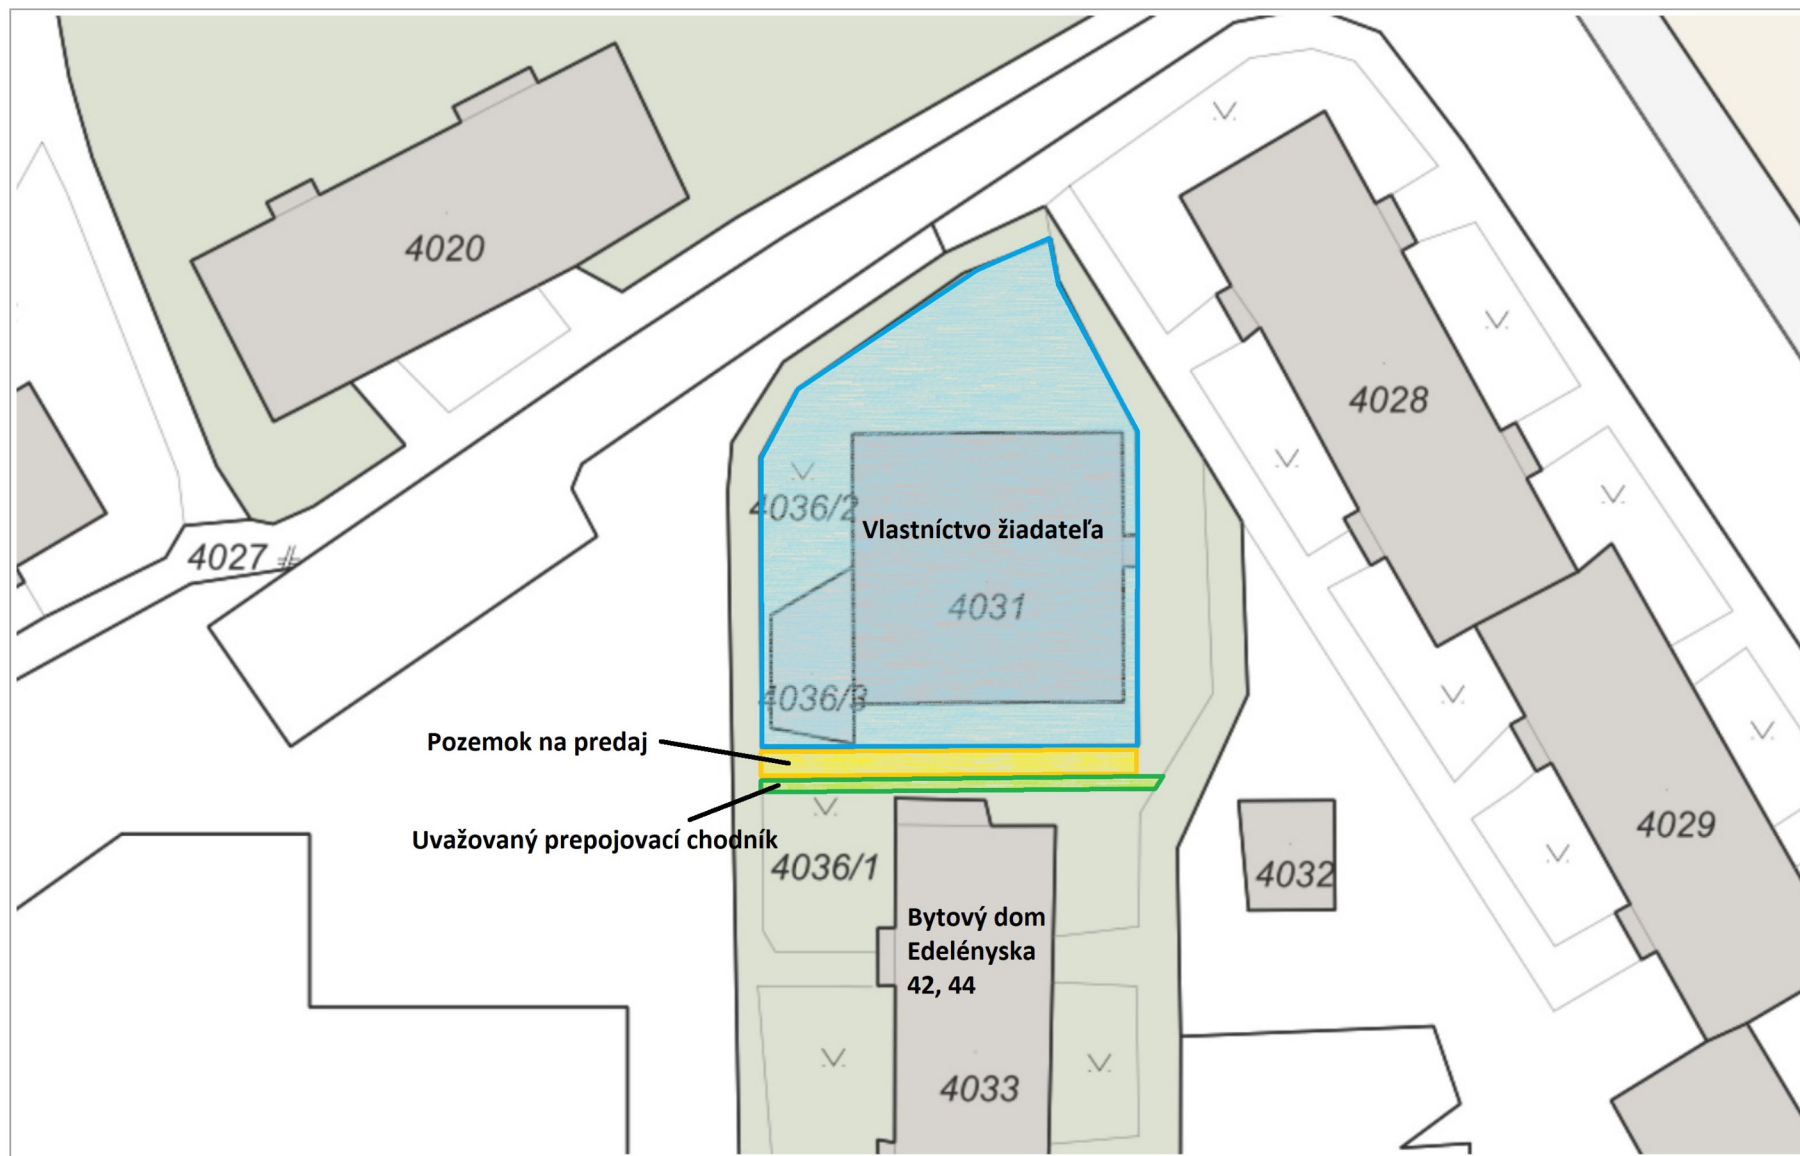 4020
4028
4036/2
Vlastníctvo žiadateľa
4027
4031
4036/3
Pozemok na predaj
Uvažovaný prepojovací chodník
4029
4036/1
4032
Bytový dom
Edelényska
42, 44
4033